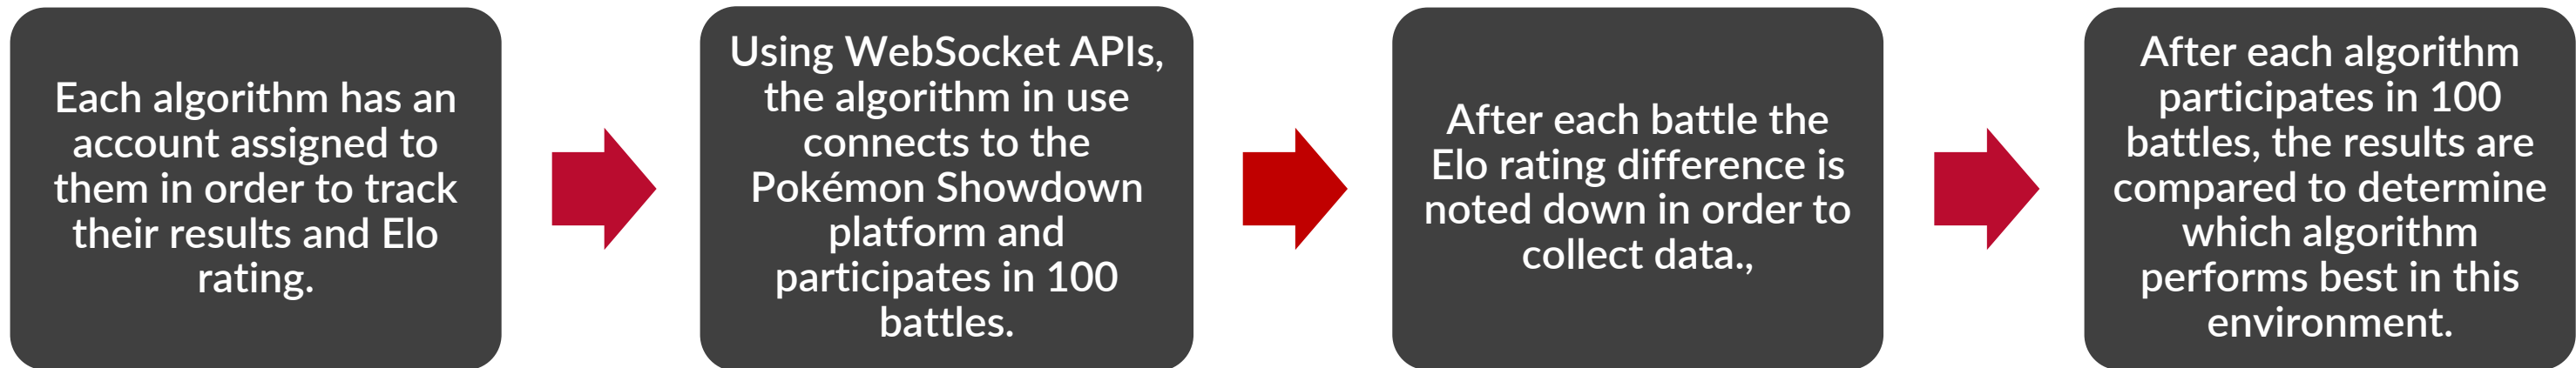 Each algorithm has an
account assigned to
them in order to track
their results and Elo
rating.
Using WebSocket APIs,
the algorithm in use
connects to the
Pokémon Showdown
platform and
participates in 100
battles.
After each battle the
Elo rating difference is
noted down in order to
collect data.,
After each algorithm
participates in 100
battles, the results are
compared to determine
which algorithm
performs best in this
environment.